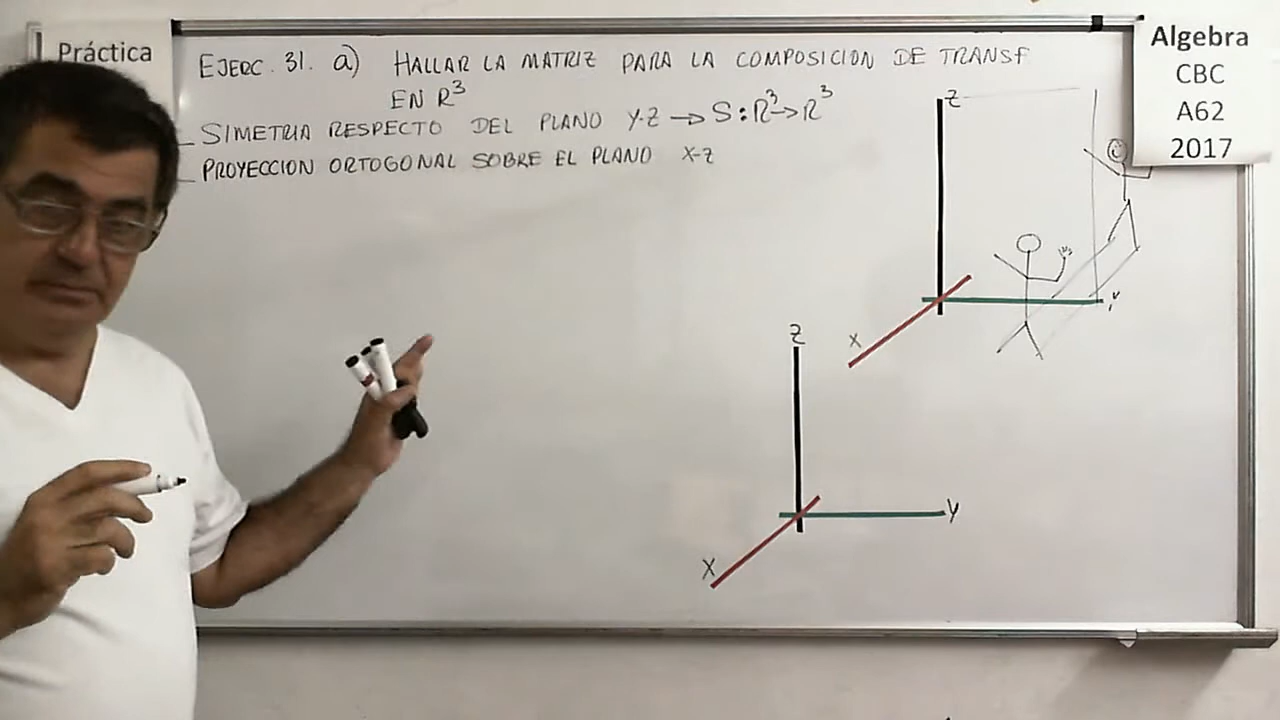 Práctica
EJERC. 31. a) HALLAR LA MATRIZ PARA LA COMPOSICION DE TRANSF
EN R³
_ SIMETRIA RESPECTO DEL PLANO Y-Z → S: R³→R³
_ PROYECCION ORTOGONAL SOBRE EL PLANO X-Z
Algebra
CBC
A62
2017
Z
X
Z
Y
X